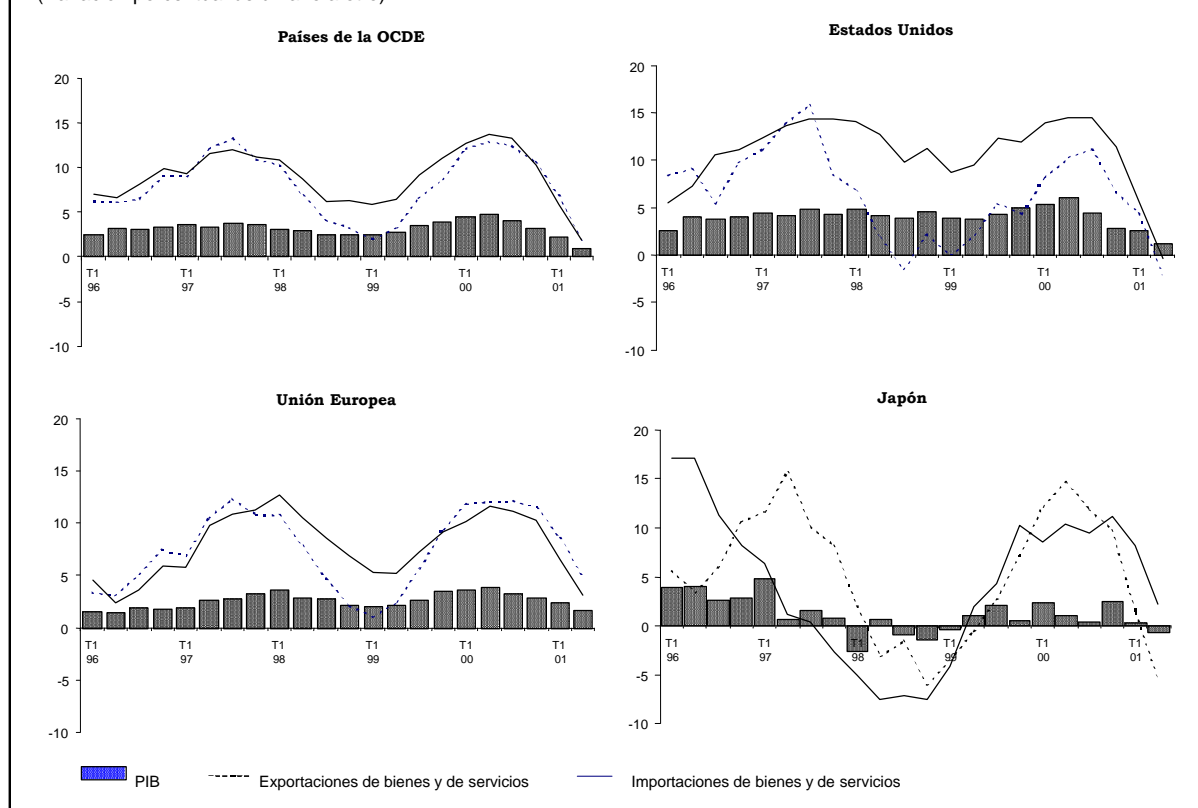 Países de la OCDE
20
15
10
5
0
-5
-10
T1 T1 T1 T1 T1 T1
96 97 98 99 00 01
Estados Unidos
20
15
10
5
0
-5
-10
T1 T1 T1 T1 T1 T1
96 97 98 99 00 01
Unión Europea
20
15
10
5
0
-5
-10
T1 T1 T1 T1 T1 T1
96 97 98 99 00 01
Japón
20
15
10
5
0
-5
-10
T1 T1 T1 T1 T1 T1
96 97 98 99 00 01
PIB Exportaciones de bienes y de servicios Importaciones de bienes y de servicios